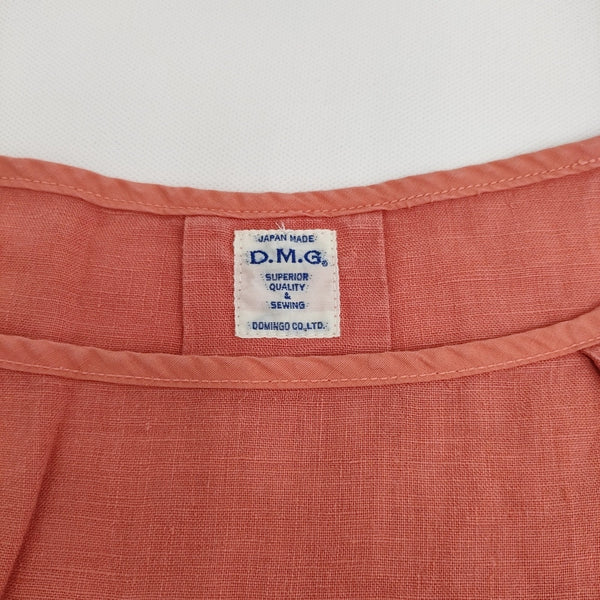 JAPAN MADE
D.M.G.®
SUPERIOR
QUALITY
&
SEWING
DOMINGO CO.,LTD.